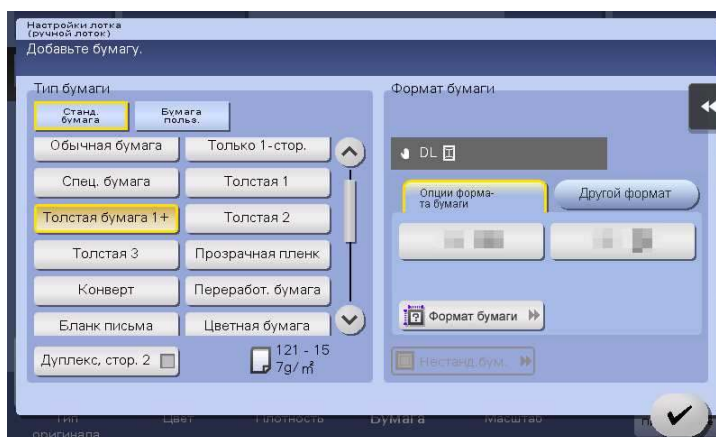 Настройки лотка
(ручной лоток)
Добавьте бумагу.
Тип бумаги
Станд.
бумага
Бумага
польз.
Обычная бумага
Только 1-стор.
Спец. бумага
Толстая 1
Толстая бумага 1+
Толстая 2
Толстая 3
Прозрачная пленк
Конверт
Переработ. бумага
Бланк письма
Цветная бумага
Дуплекс, стор. 2
121 - 15
7g/㎡
Формат бумаги
DL
Опции форма-
та бумаги
Другой формат
Формат бумаги
Нестанд.бум.
Тип
оригинала
Цвет
Плотность
Бумага
Масштаб